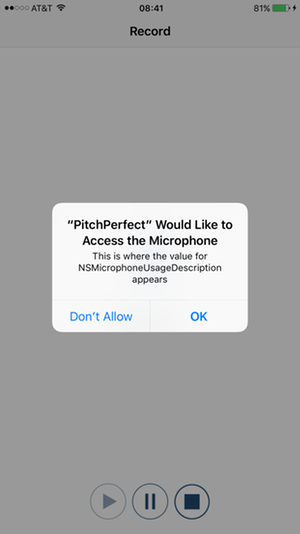 AT&T 08:41 81%
Record
“PitchPerfect” Would Like to
Access the Microphone
This is where the value for
NSMicrophoneUsageDescription
appears
Don’t Allow OK